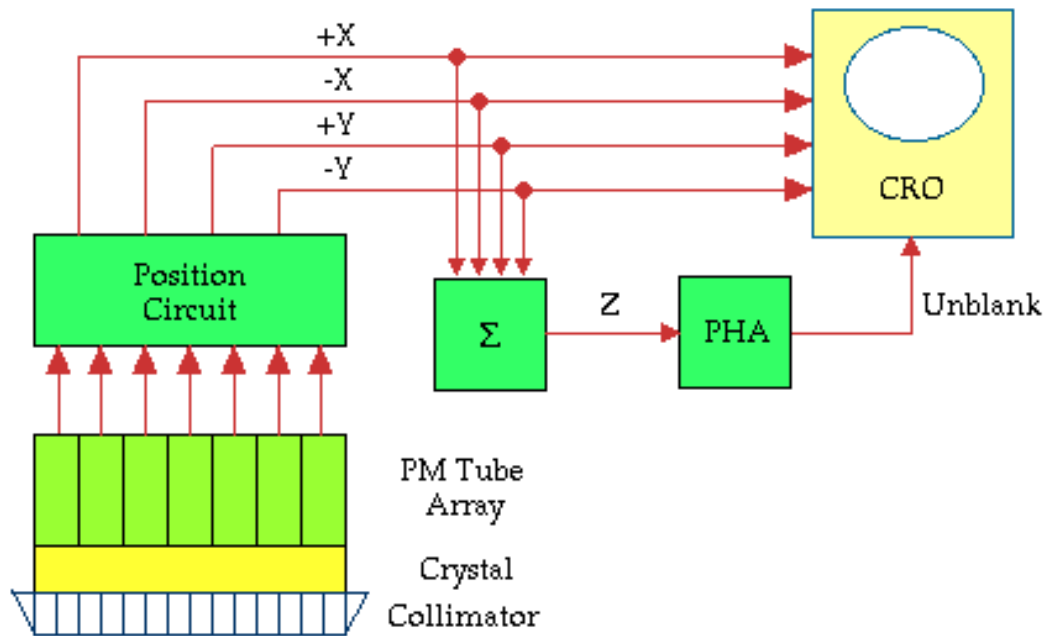 +X
-X
+Y
-Y
CRO
Position
Circuit
Σ
Z
PHA
Unblank
PM Tube
Array
Crystal
Collimator